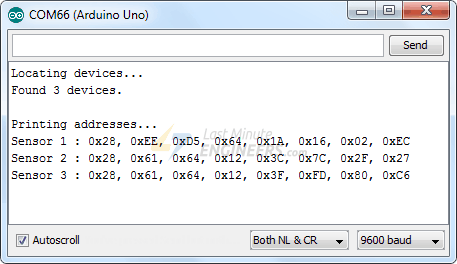 COM66 (Arduino Uno)
Send
Locating devices...
Found 3 devices.
Printing addresses...
Sensor 1 : 0x28, 0xEE, 0xD5, 0x64, 0x1A, 0x16, 0x02, 0xEC
Sensor 2 : 0x28, 0x61, 0x64, 0x12, 0x3C, 0x7C, 0x2F, 0x27
Sensor 3 : 0x28, 0x61, 0x64, 0x12, 0x3F, 0xFD, 0x80, 0xC6
Last Minute
ENGINEERS.com
Autoscroll
Both NL & CR
9600 baud